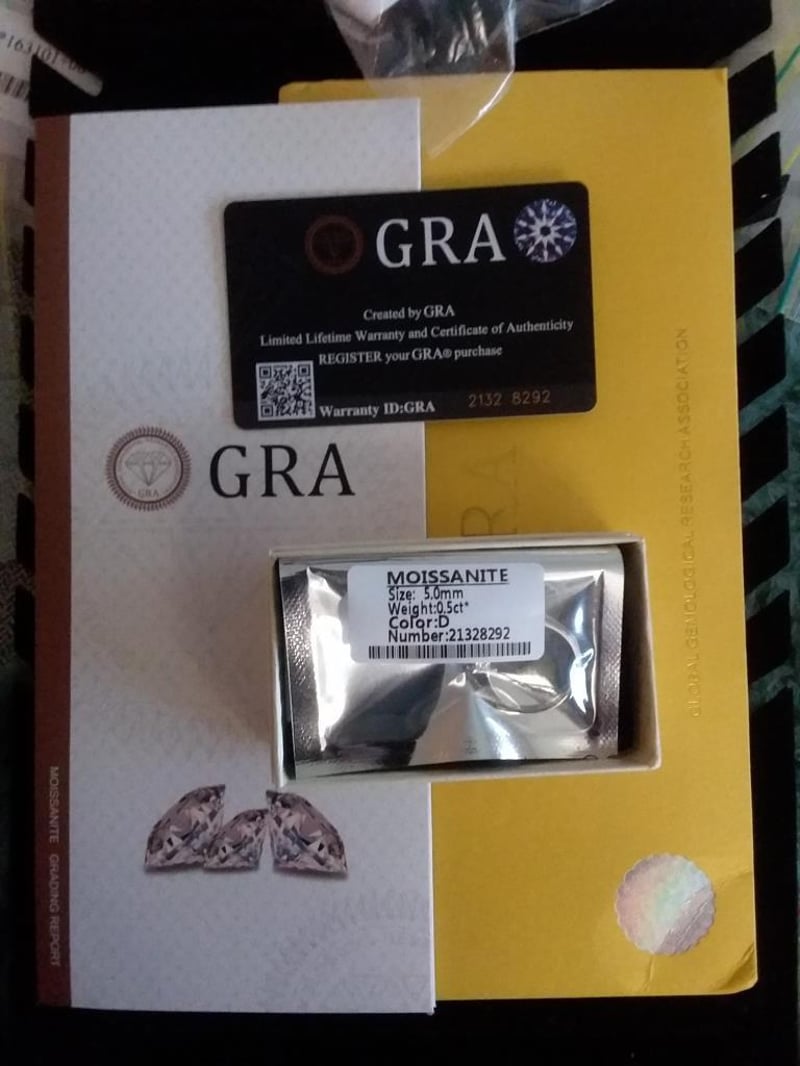 GRA
Created by GRA
Limited Lifetime Warranty and Certificate of Authenticity
REGISTER your GRA® purchase
Warranty ID:GRA 2132 8292
GRA
GRA
MOISSANITE
Size: 5.0mm
Weight:0.5ct*
Color:D
Number:21328292
MOISSANITE GRADING REPORT
GLOBAL GEMOLOGICAL RESEARCH ASSOCIATION